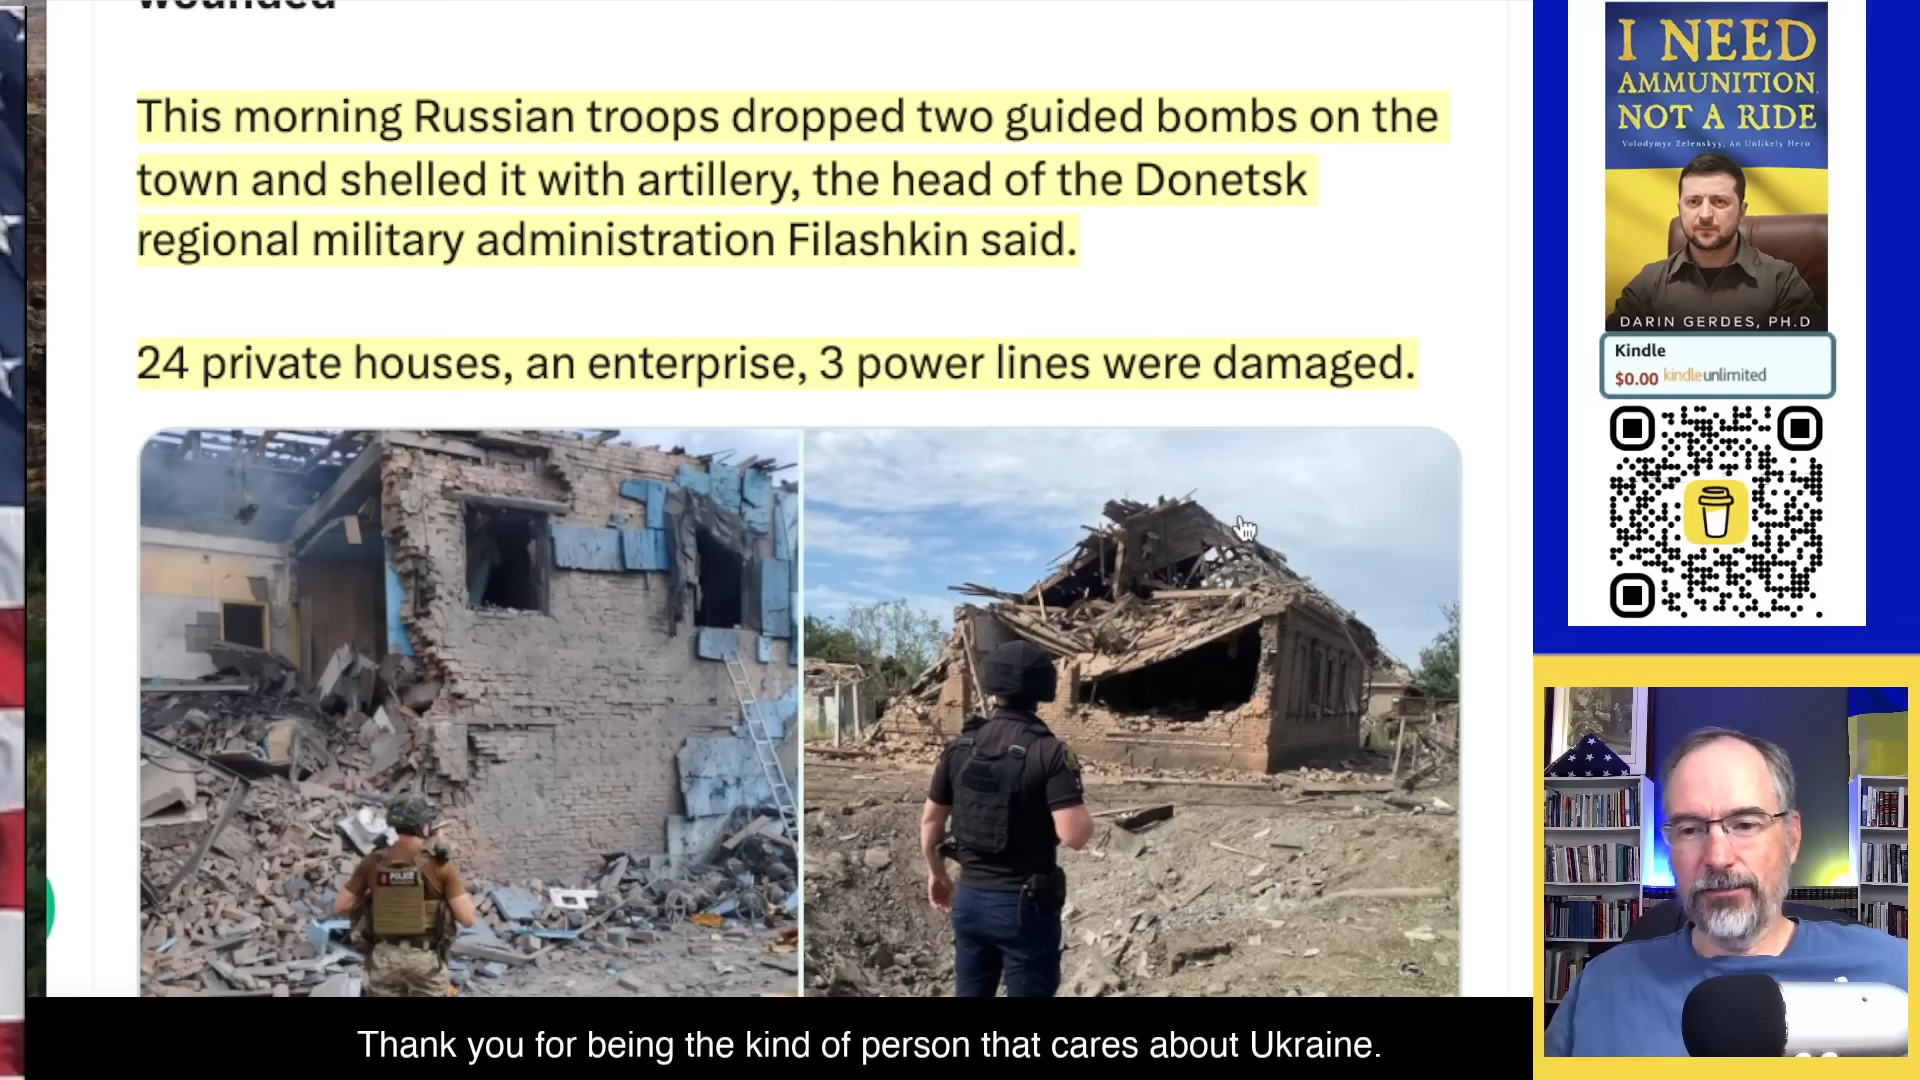 wounded
This morning Russian troops dropped two guided bombs on the
town and shelled it with artillery, the head of the Donetsk
regional military administration Filashkin said.
24 private houses, an enterprise, 3 power lines were damaged.
POLICE
Thank you for being the kind of person that cares about Ukraine.
I NEED
AMMUNITION,
NOT A RIDE
Volodymyr Zelenskyy, An Unlikely Hero
DARIN GERDES, PH.D
Kindle
$0.00 kindleunlimited